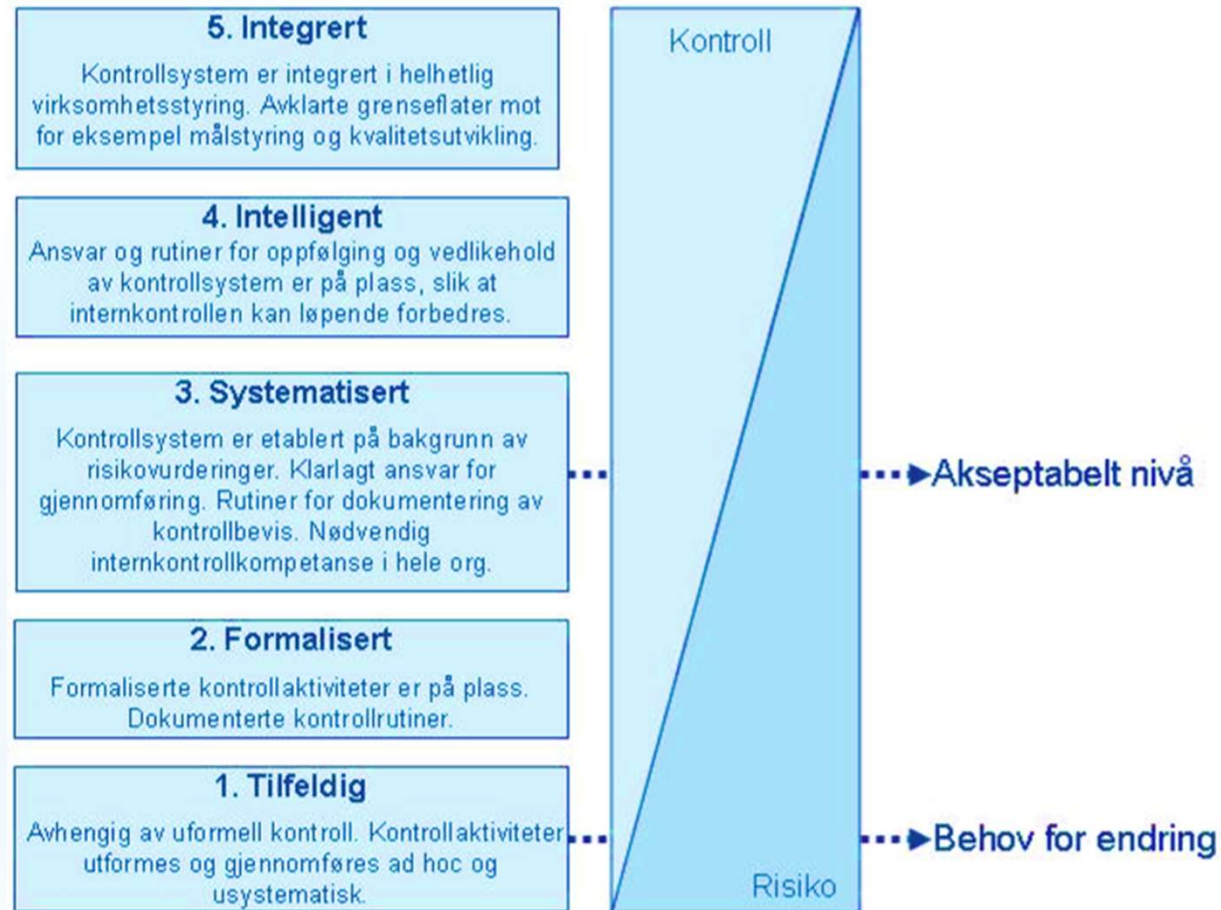 5. Integrert
Kontrollsystem er integrert i helhetlig
virksomhetsstyring. Avklarte grenseflater mot
for eksempel målstyring og kvalitetsutvikling.
Kontroll
4. Intelligent
Ansvar og rutiner for oppfølging og vedlikehold
av kontrollsystem er på plass, slik at
internkontrollen kan løpende forbedres.
3. Systematisert
Kontrollsystem er etablert på bakgrunn av
risikovurderinger. Klarlagt ansvar for
gjennomføring. Rutiner for dokumentering av
kontrollbevis. Nødvendig
internkontrollkompetanse i hele org.
Akseptabelt nivå
2. Formalisert
Formaliserte kontrollaktiviteter er på plass.
Dokumenterte kontrollrutiner.
1. Tilfeldig
Avhengig av uformell kontroll. Kontrollaktiviteter
utformes og gjennomføres ad hoc og
usystematisk.
Behov for endring
Risiko